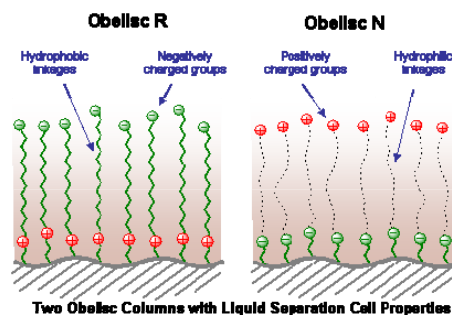 Obelisc R
Obelisc N
Hydrophobic
linkages
Negatively
charged groups
Positively
charged groups
Hydrophilic
linkages
Two Obelisc Columns with Liquid Separation Cell Properties